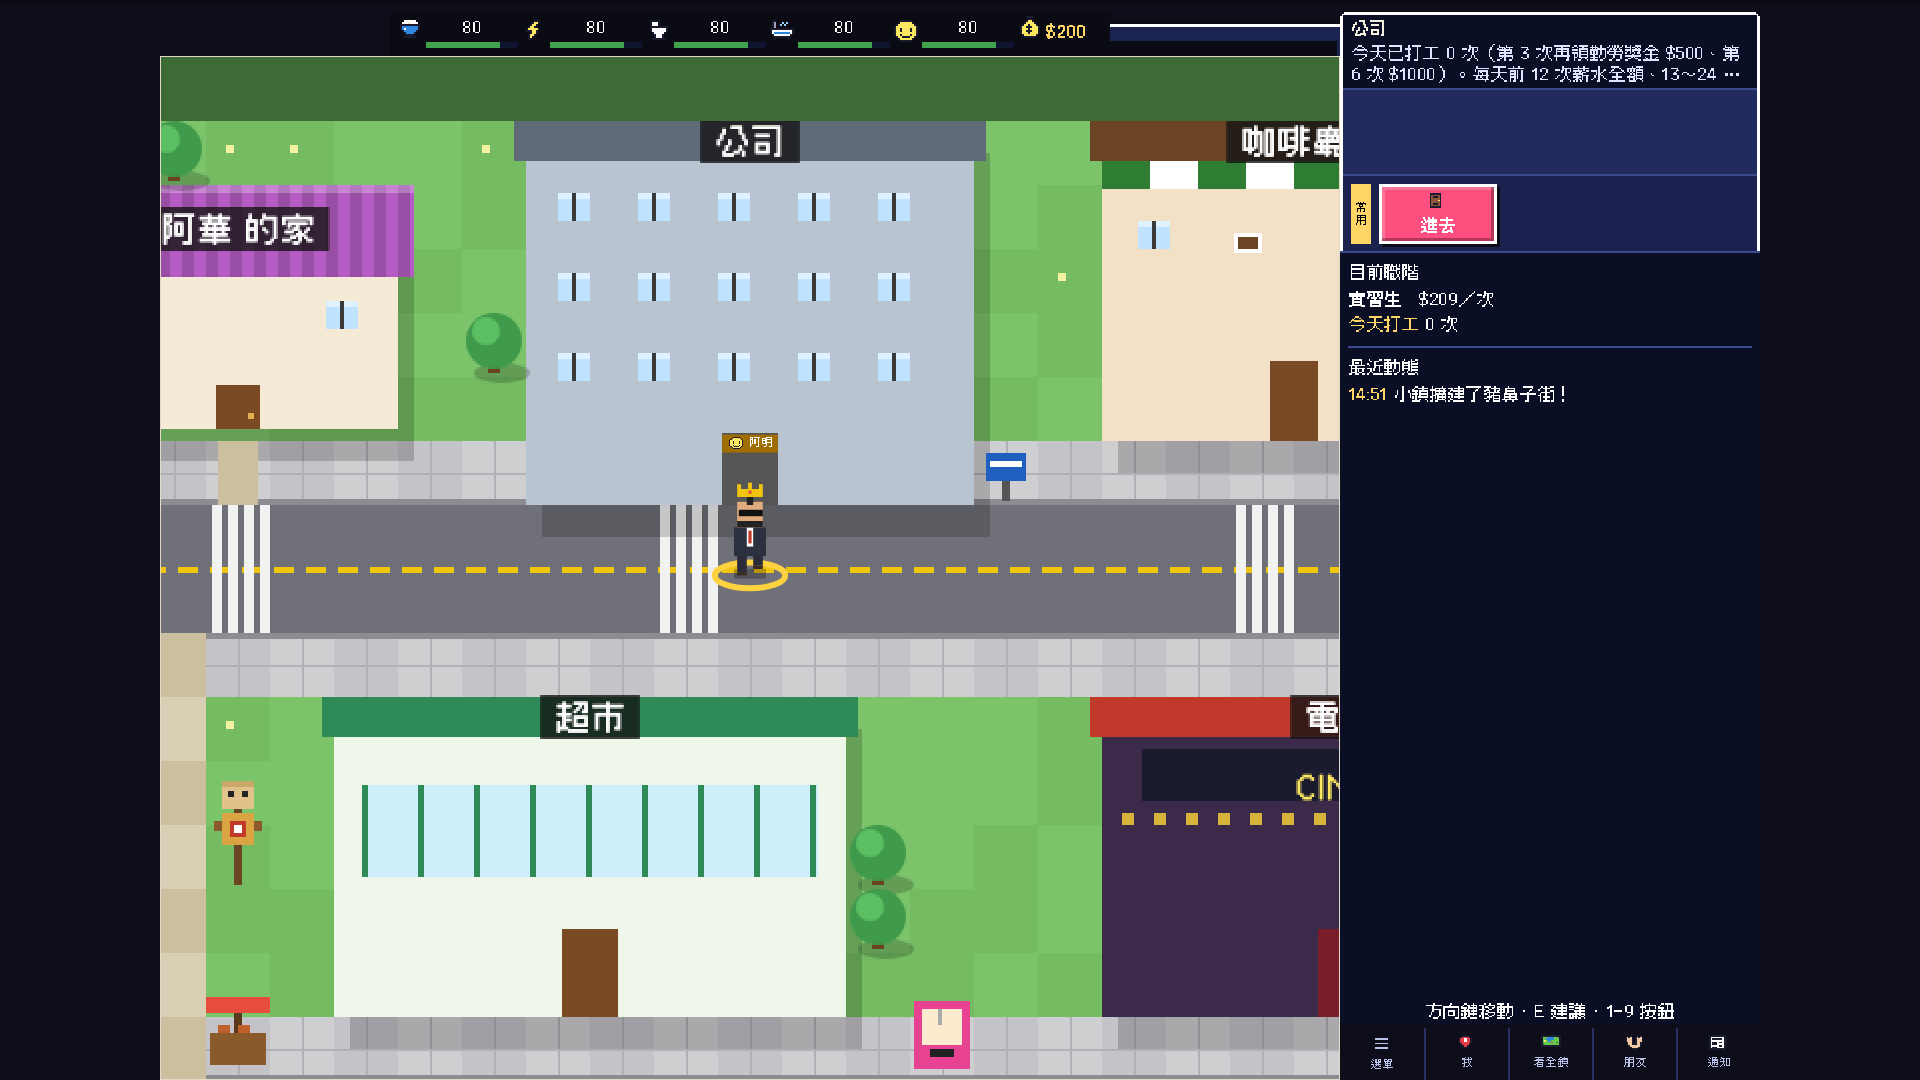 80
80
80
80
80
$200
公司
今天已打工 0 次（第 3 次再領勤勞獎金 $500、第
6 次 $1000）。每天前 12 次薪水全額、13～24 …
常用
進去
目前職階
實習生 $209／次
今天打工 0 次
最近動態
14:51 小鎮擴建了豬鼻子街！
公司
咖啡
阿華 的家
阿明
超市
電
CIN
方向鍵移動 · E 建議 · 1-9 按鈕
選單
我
看全鎮
朋友
通知